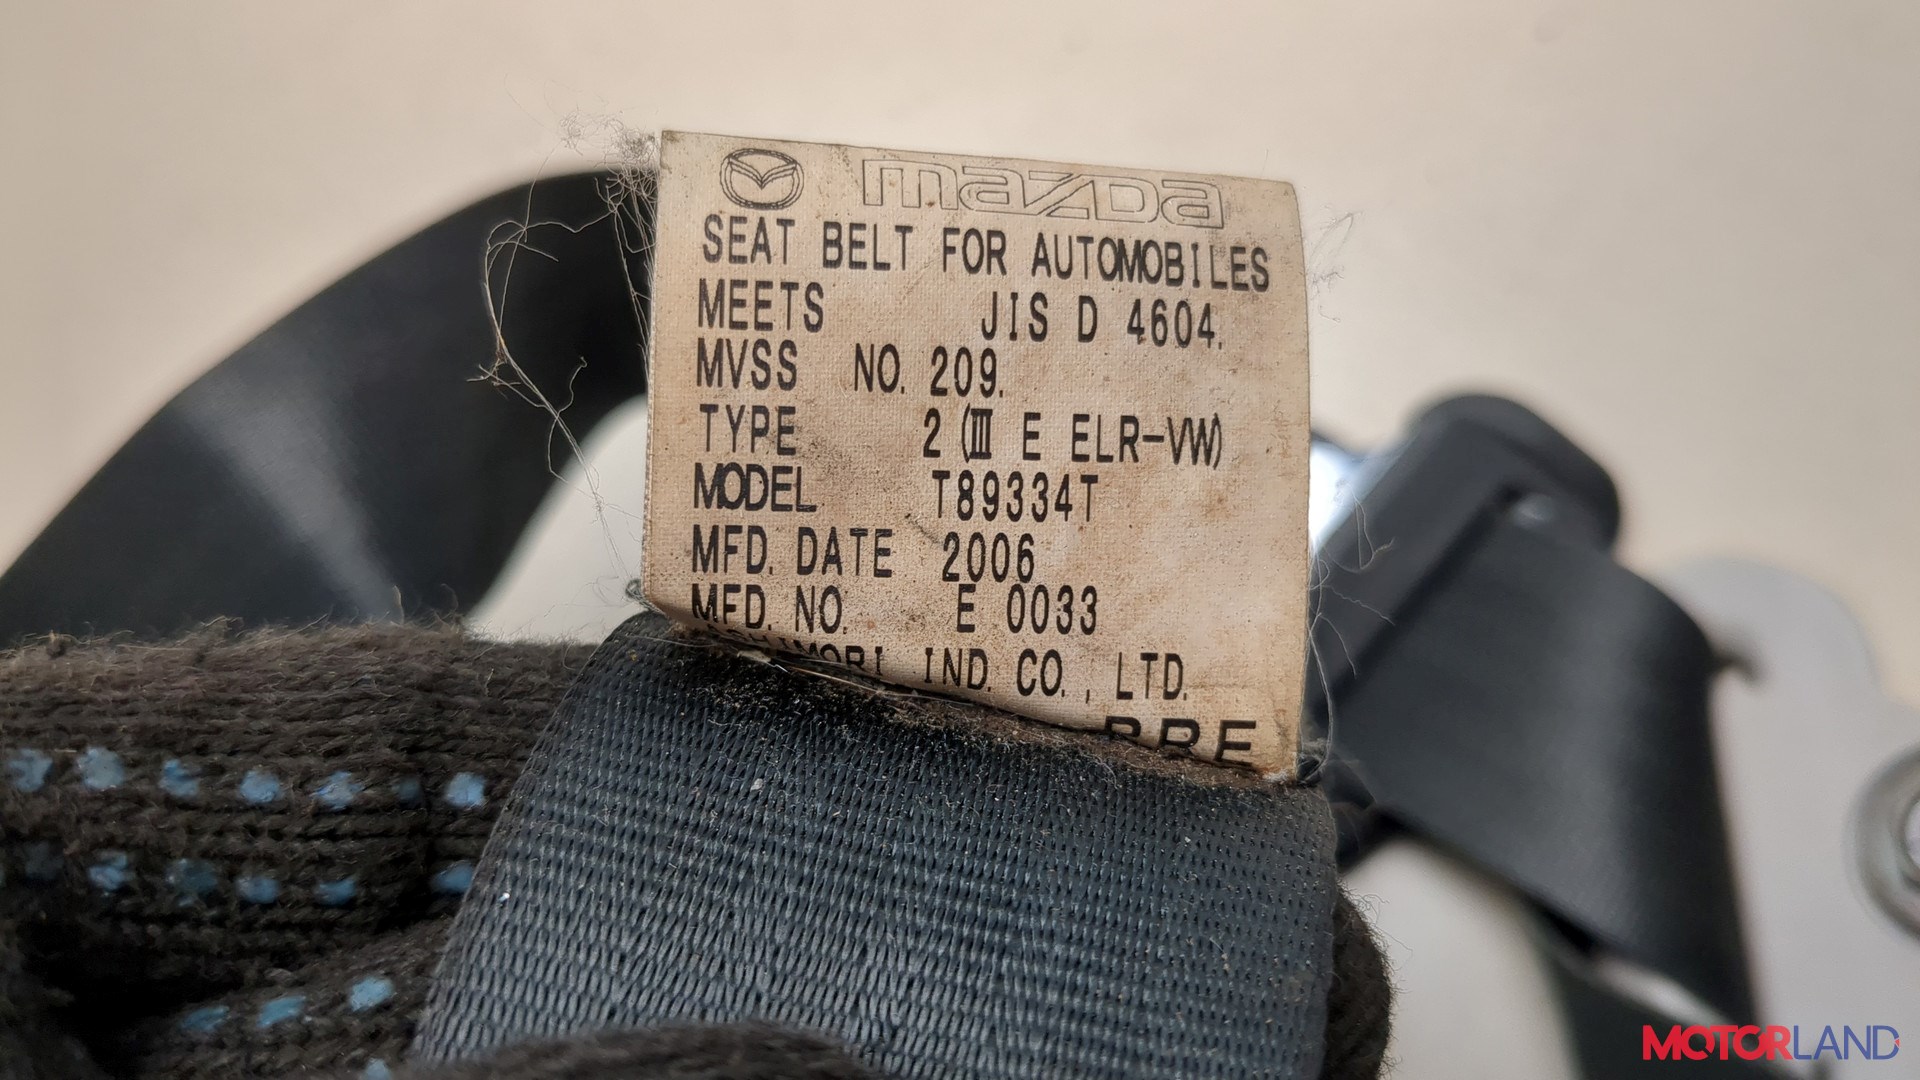 mazda
SEAT BELT FOR AUTOMOBILES
MEETS JIS D 4604.
MVSS NO. 209.
TYPE 2 (III E ELR-VW)
MODEL T89334T
MFD. DATE 2006
MFD. NO. E 0033
IND. CO., LTD.
MOTORLAND